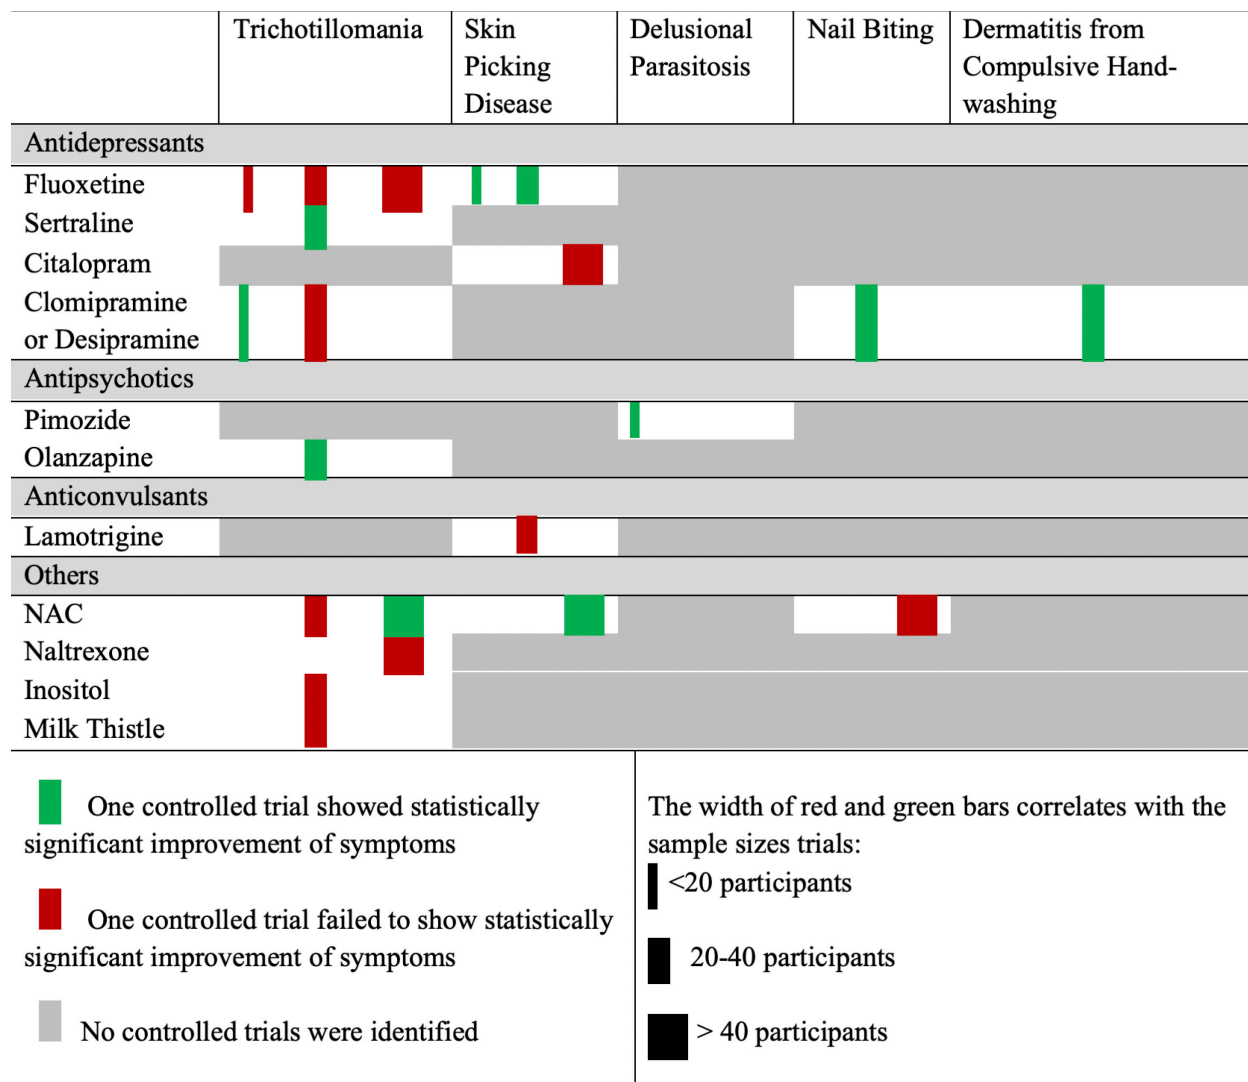 Trichotillomania
Skin
Picking
Disease
Delusional
Parasitosis
Nail Biting
Dermatitis from
Compulsive Hand-
washing
Antidepressants
Fluoxetine
Sertraline
Citalopram
Clomipramine
or Desipramine
Antipsychotics
Pimozide
Olanzapine
Anticonvulsants
Lamotrigine
Others
NAC
Naltrexone
Inositol
Milk Thistle
One controlled trial showed statistically
significant improvement of symptoms
One controlled trial failed to show statistically
significant improvement of symptoms
No controlled trials were identified
The width of red and green bars correlates with the
sample sizes trials:
<20 participants
20-40 participants
> 40 participants